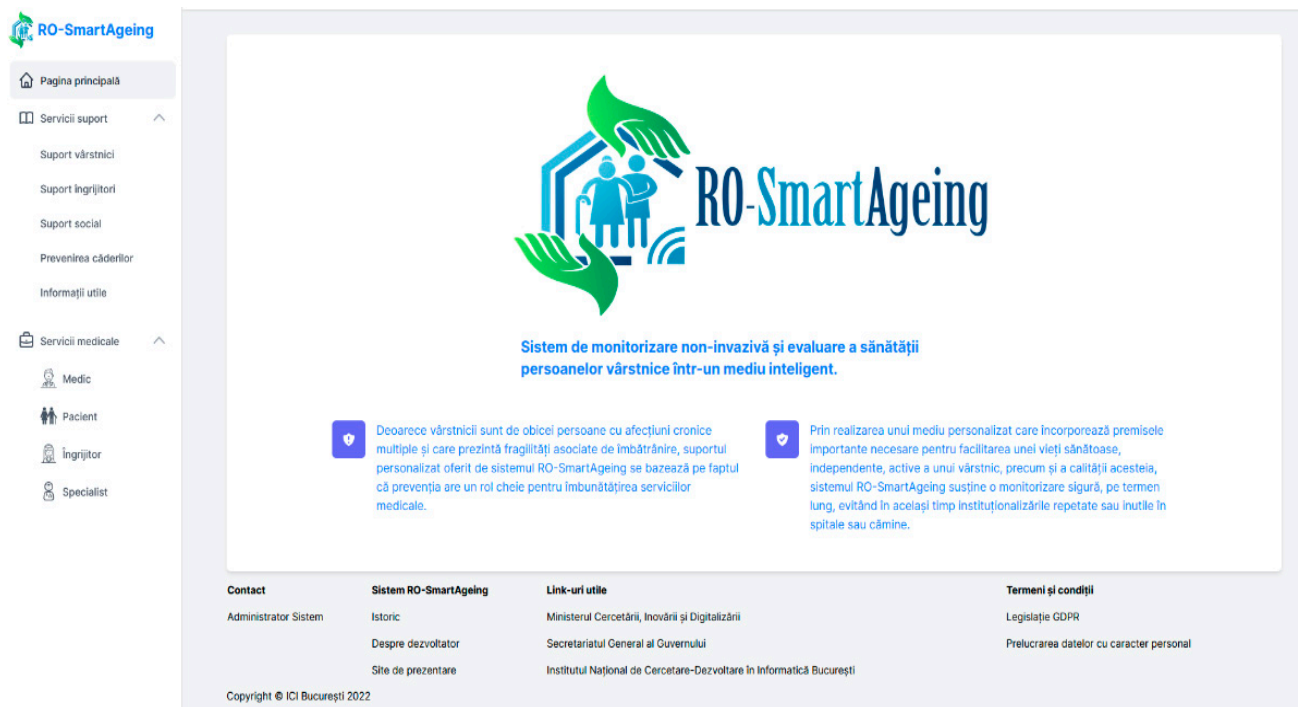 RO-SmartAgeing
Pagina principală
Servicii suport
Suport vârstnici
Suport îngrijitori
Suport social
Prevenirea căderilor
Informații utile
Servicii medicale
Medic
Pacient
Îngrijitor
Specialist
RO-SmartAgeing
Sistem de monitorizare non-invazivă și evaluare a sănătății
persoanelor vârstnice într-un mediu inteligent.
Deoarece vârstnicii sunt de obicei persoane cu afecțiuni cronice
multiple și care prezintă fragilități asociate de îmbătrânire, suportul
personalizat oferit de sistemul RO-SmartAgeing se bazează pe faptul
că prevenția are un rol cheie pentru îmbunătățirea serviciilor
medicale.
Prin realizarea unui mediu personalizat care încorporează premisele
importante necesare pentru facilitarea unei vieți sănătoase,
independente, active a unui vârstnic, precum și a calității acesteia,
sistemul RO-SmartAgeing susține o monitorizare sigură, pe termen
lung, evitând în același timp instituționalizările repetate sau inutile în
spitale sau cămine.
Contact
Administrator Sistem
Sistem RO-SmartAgeing
Istoric
Despre dezvoltator
Site de prezentare
Link-uri utile
Ministerul Cercetării, Inovării și Digitalizării
Secretariatul General al Guvernului
Institutul Național de Cercetare-Dezvoltare în Informatică București
Termeni și condiții
Legislație GDPR
Prelucrarea datelor cu caracter personal
Copyright © ICI București 2022